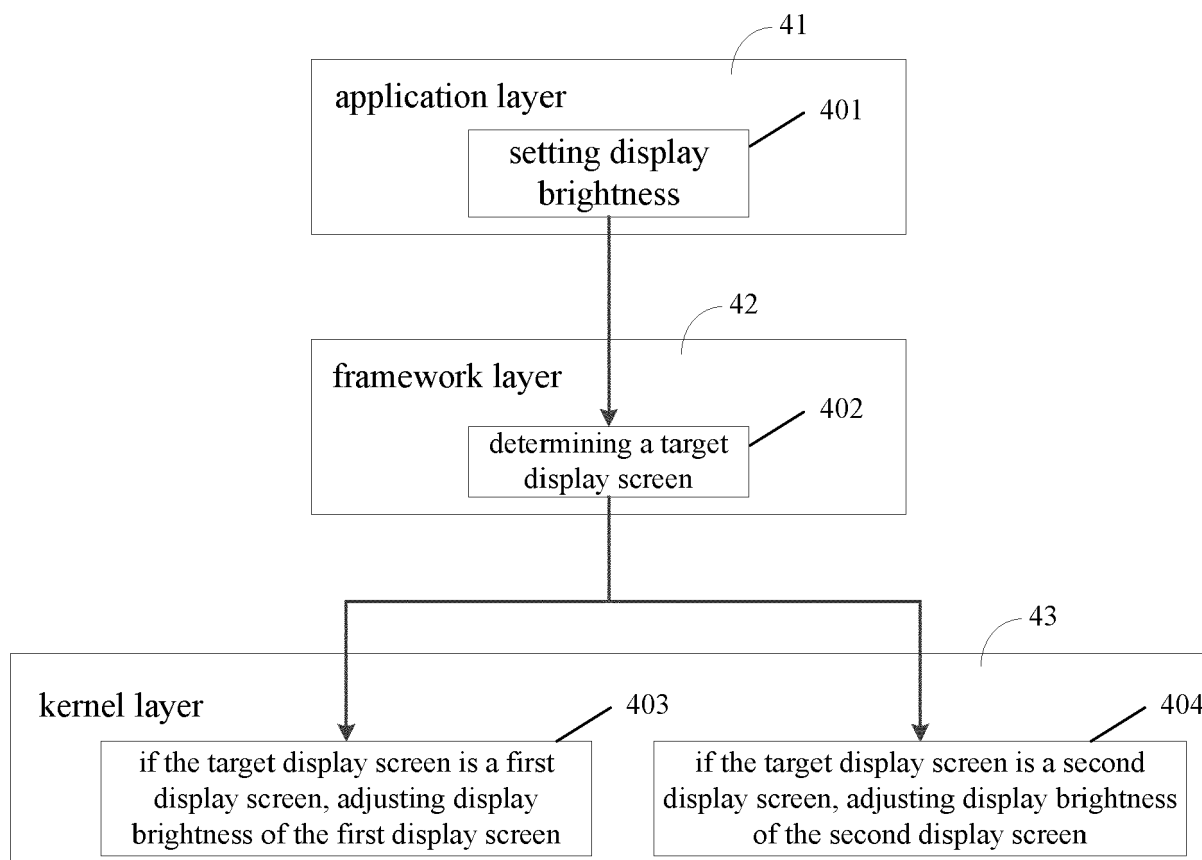 41
application layer
401
setting display
brightness
42
framework layer
402
determining a target
display screen
43
kernel layer
403
404
if the target display screen is a first
display screen, adjusting display
brightness of the first display screen
if the target display screen is a second
display screen, adjusting display brightness
of the second display screen